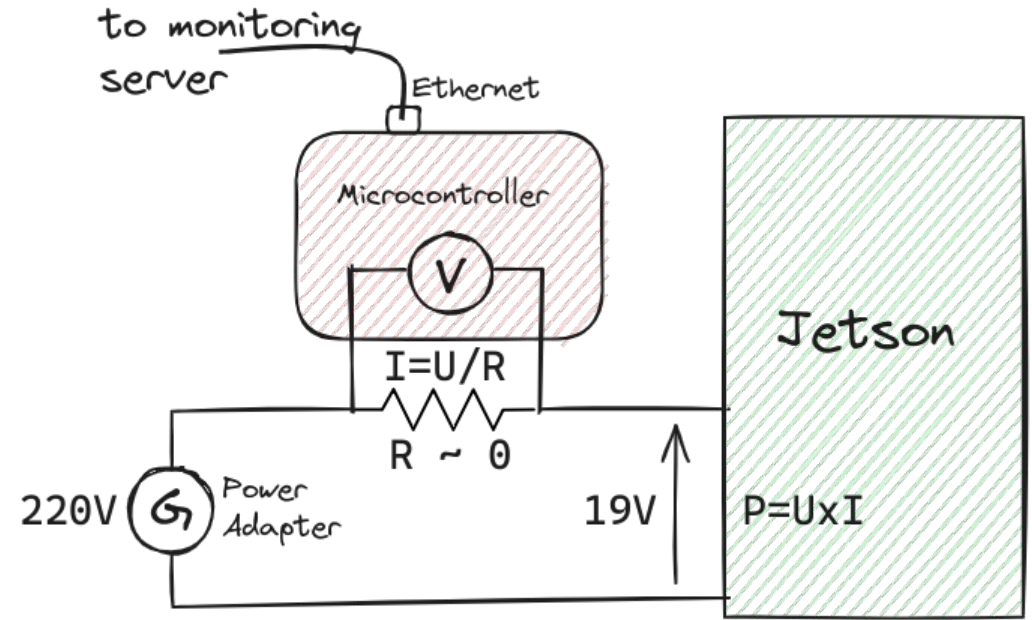 to monitoring
server
Ethernet
Microcontroller
V
Jetson
I=U/R
R ~ 0
220V
G
Power
Adapter
19V
P=UxI